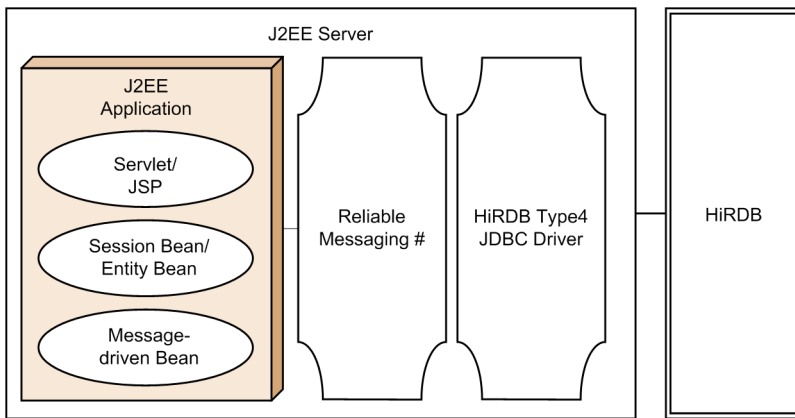 J2EE Server
J2EE
Application
Servlet/
JSP
Session Bean/
Entity Bean
Message-
driven Bean
Reliable
Messaging #
HiRDB Type4
JDBC Driver
HiRDB